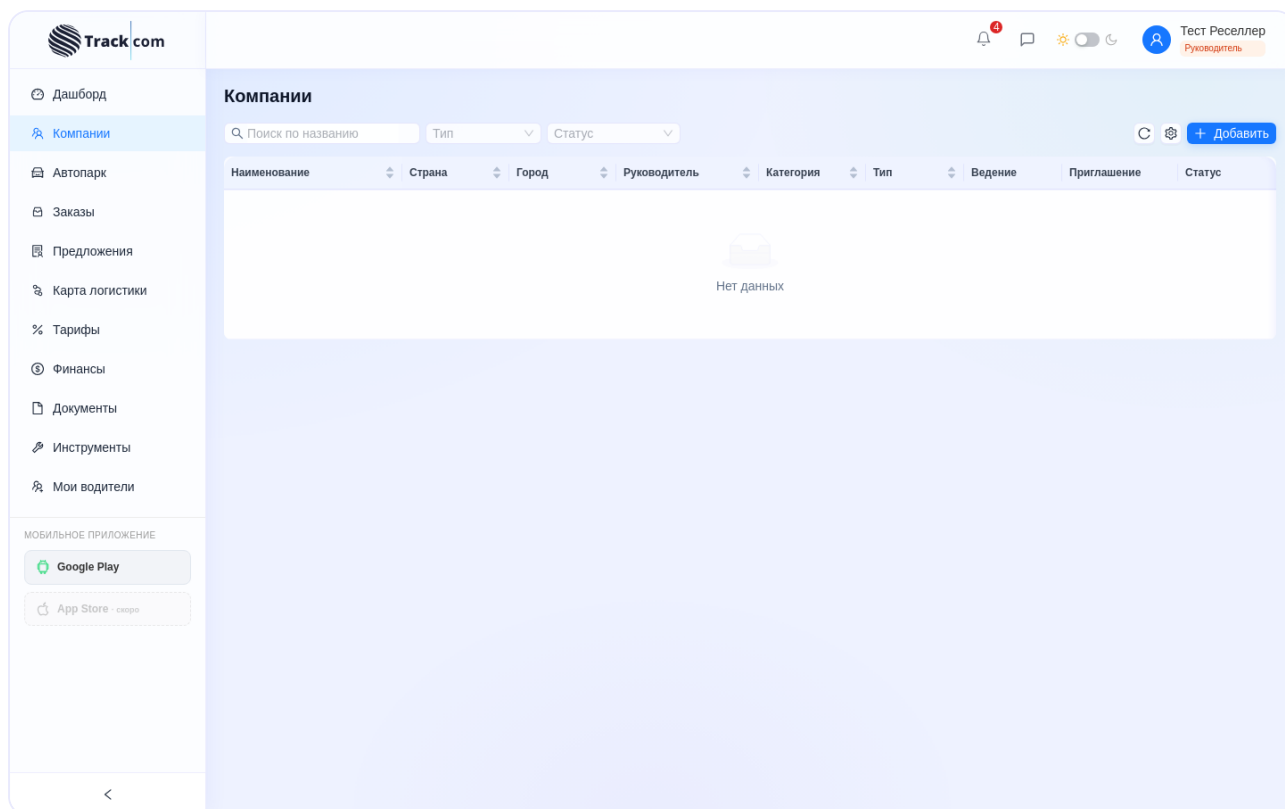 Track com
4
Тест Реселлер
Руководитель
Дашборд
Компании
Автопарк
Заказы
Предложения
Карта логистики
Тарифы
Финансы
Документы
Инструменты
Мои водители
МОБИЛЬНОЕ ПРИЛОЖЕНИЕ
Google Play
App Store - скоро
Компании
Поиск по названию
Тип
Статус
Добавить
Наименование Страна Город Руководитель Категория Тип Ведение Приглашение Статус
Нет данных